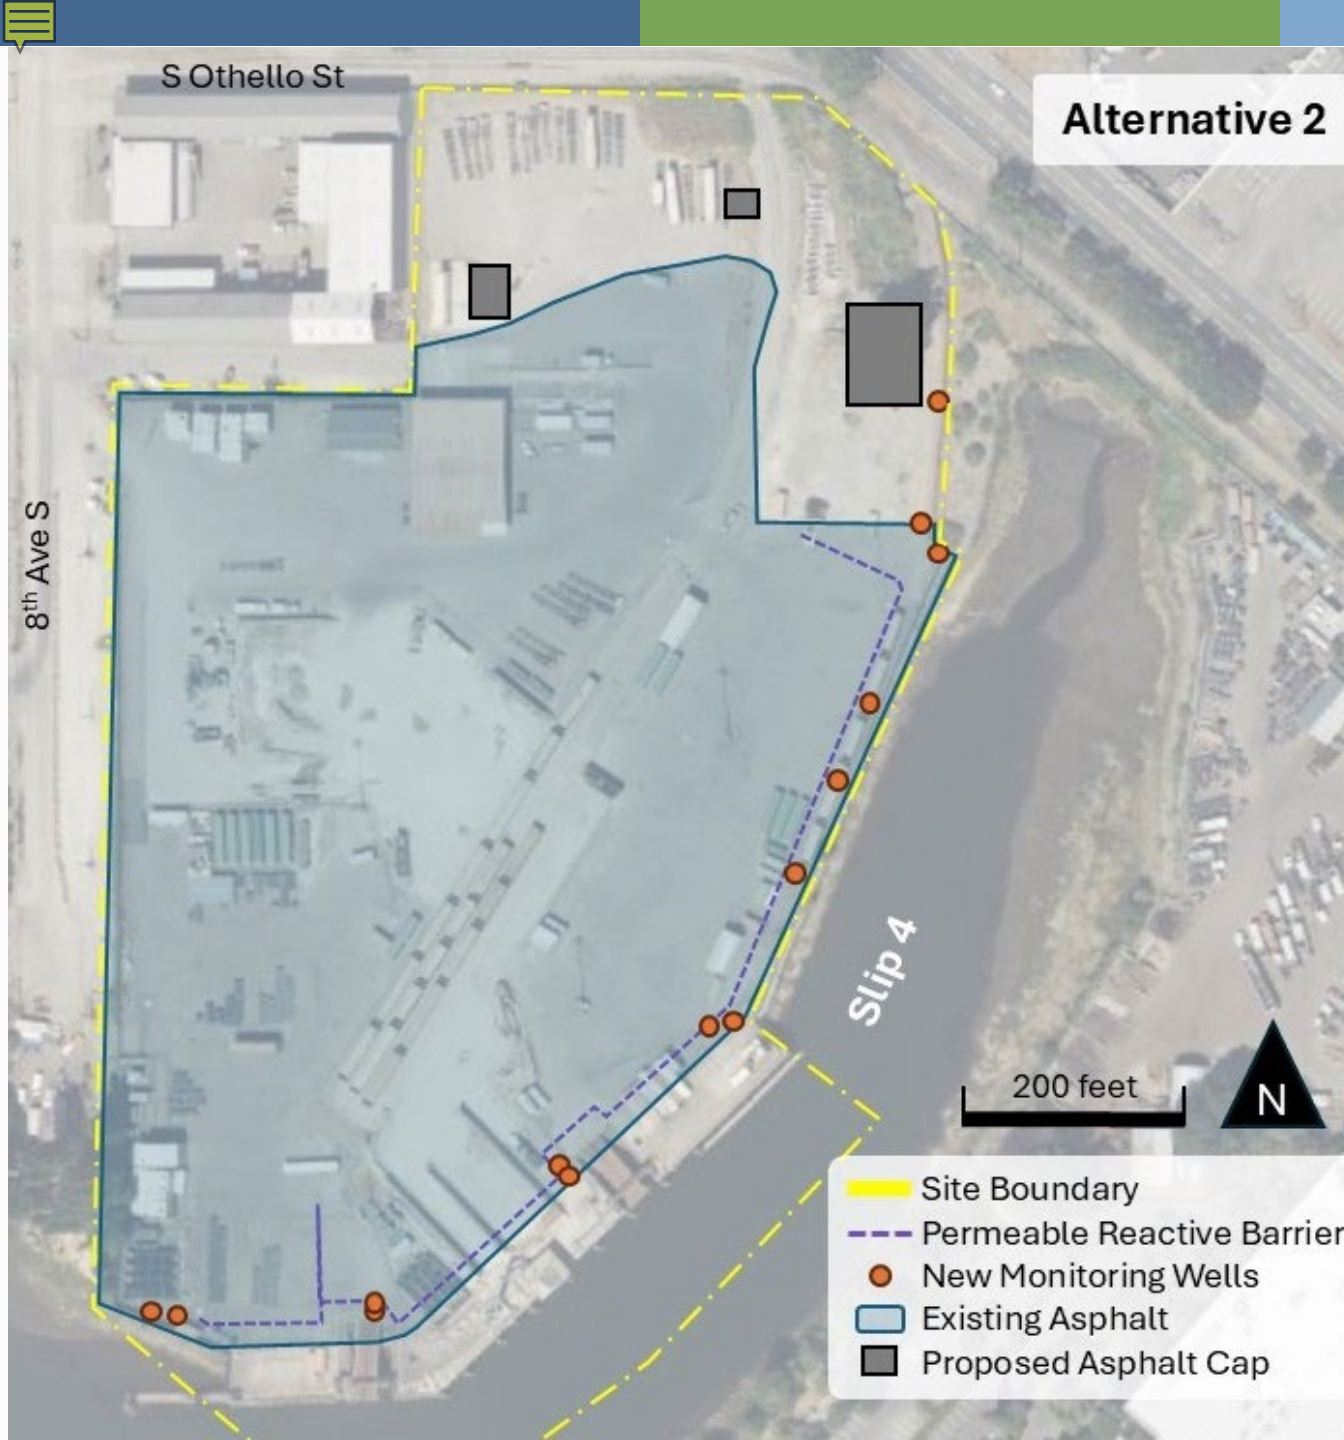 S Othello St
Alternative 2
8th Ave S
Slip 4
200 feet
N
Site Boundary
Permeable Reactive Barrier
New Monitoring Wells
Existing Asphalt
Proposed Asphalt Cap